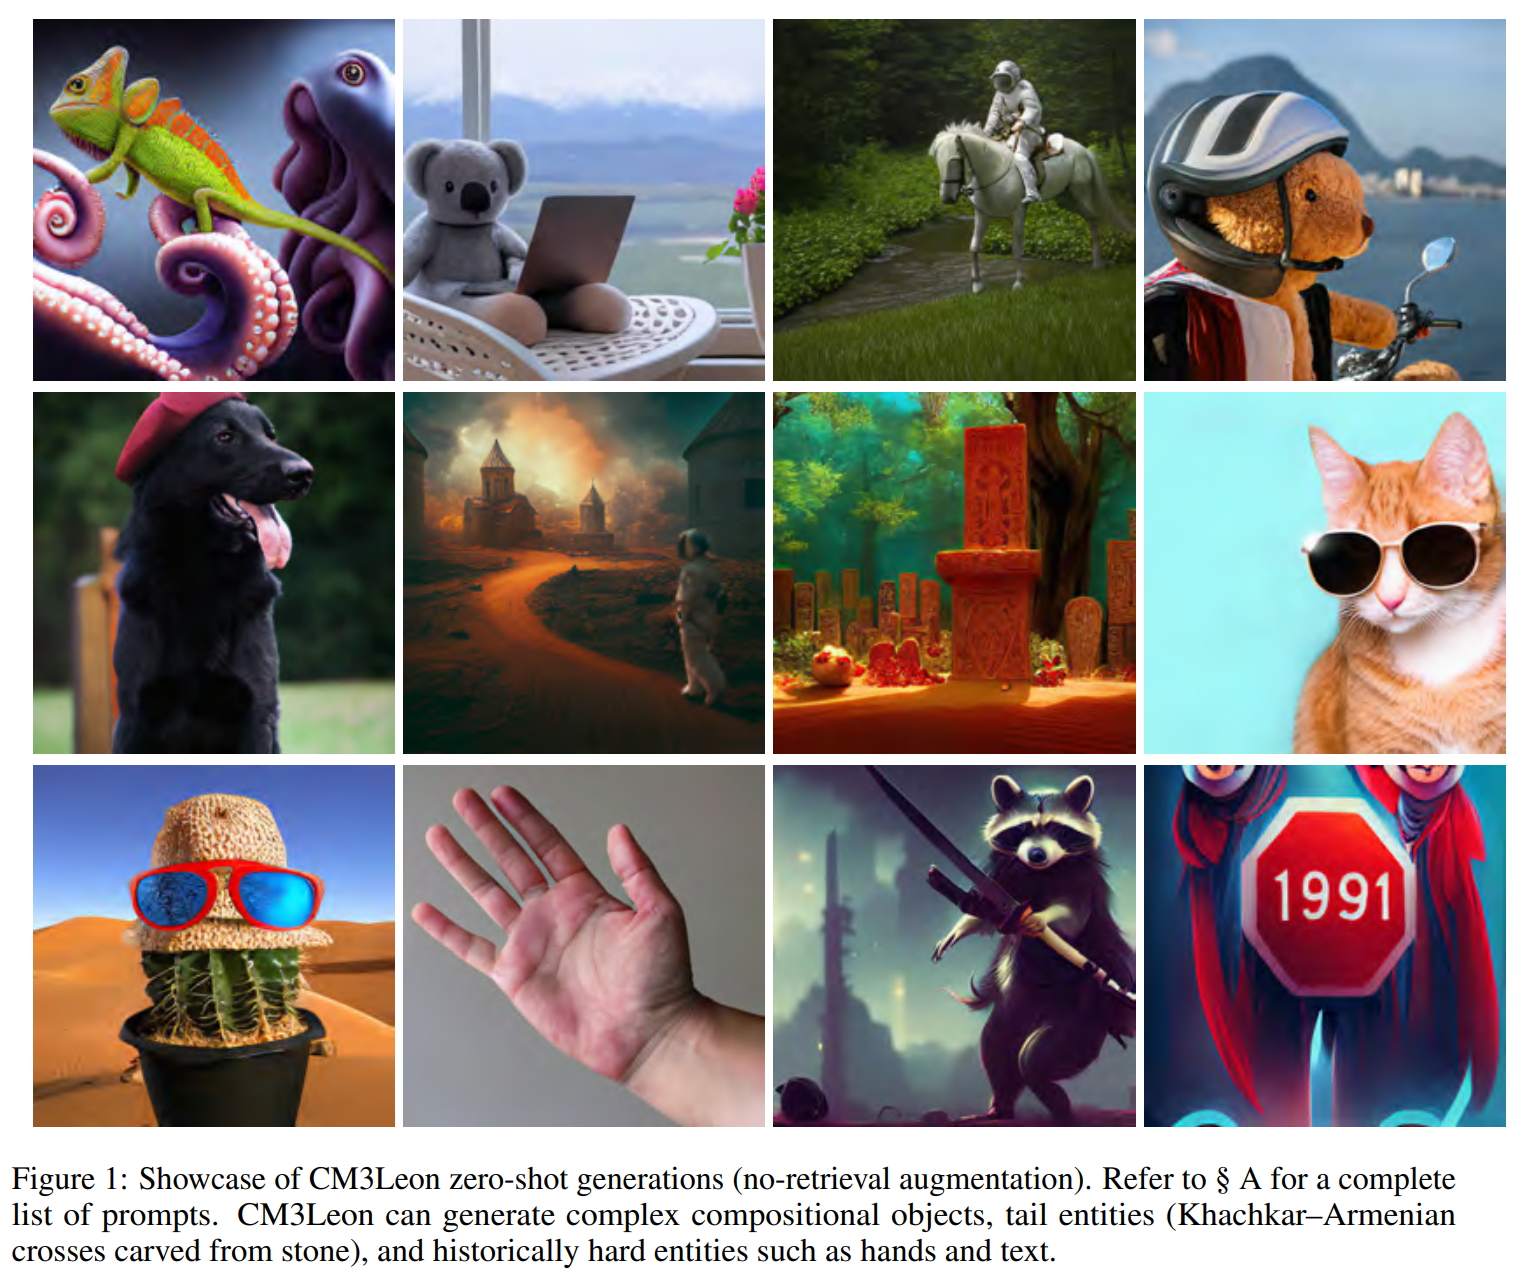 1991
Figure 1: Showcase of CM3Leon zero-shot generations (no-retrieval augmentation). Refer to § A for a complete
list of prompts. CM3Leon can generate complex compositional objects, tail entities (Khachkar–Armenian
crosses carved from stone), and historically hard entities such as hands and text.